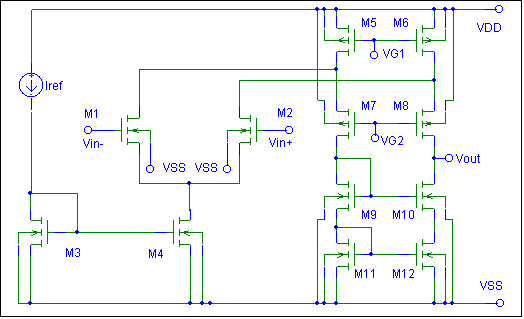 M5 M6
VDD
VG1
Iref
M1 M2
M7 M8
Vin- Vin+
VG2
VSS VSS
Vout
M9 M10
M3 M4
M11 M12
VSS